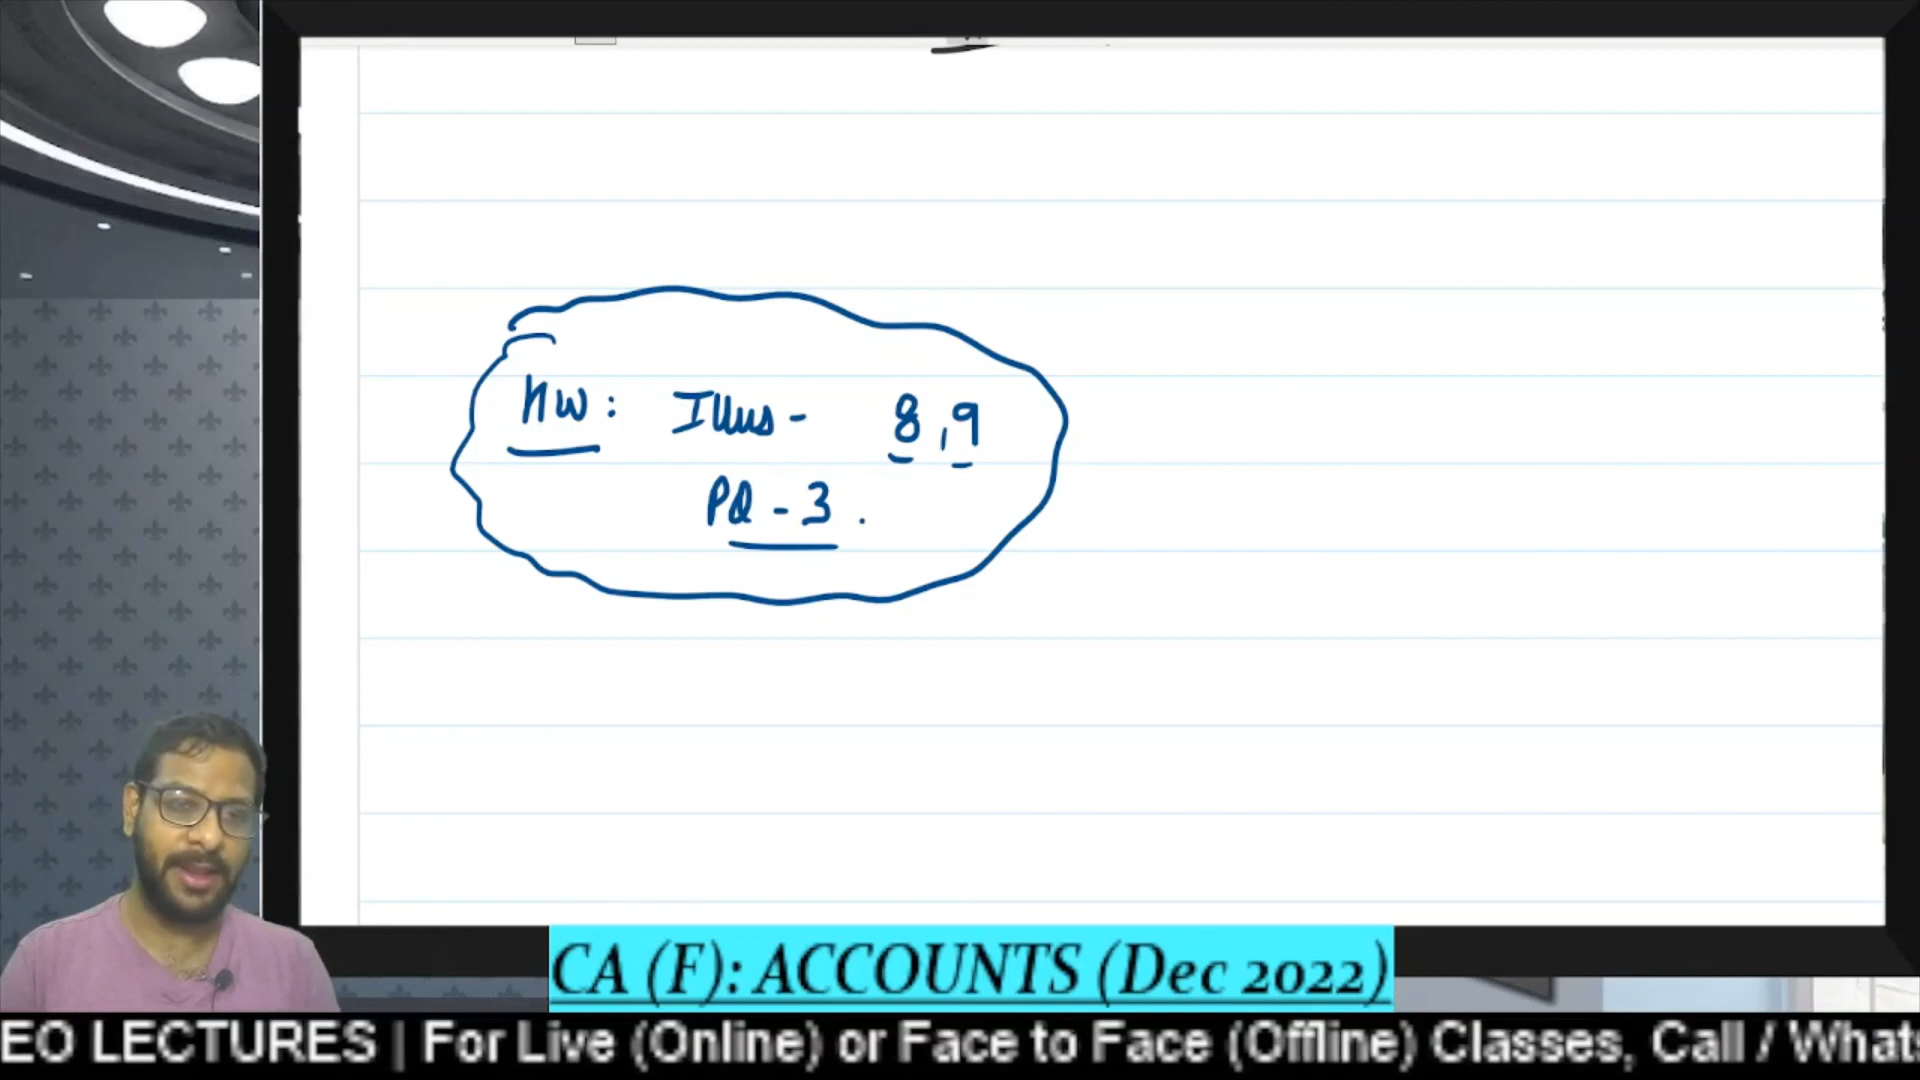 HW: Illus - 8, 9
PQ - 3.
CA (F): ACCOUNTS (Dec 2022)
EO LECTURES | For Live (Online) or Face to Face (Offline) Classes, Call / Whats